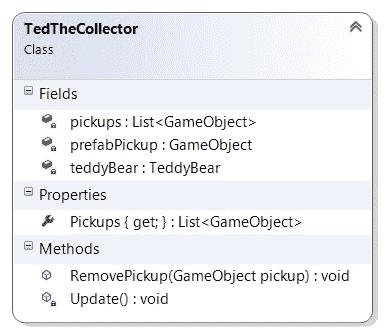 TedTheCollector
Class
Fields
pickups : List<GameObject>
prefabPickup : GameObject
teddyBear : TeddyBear
Properties
Pickups { get; } : List<GameObject>
Methods
RemovePickup(GameObject pickup) : void
Update() : void